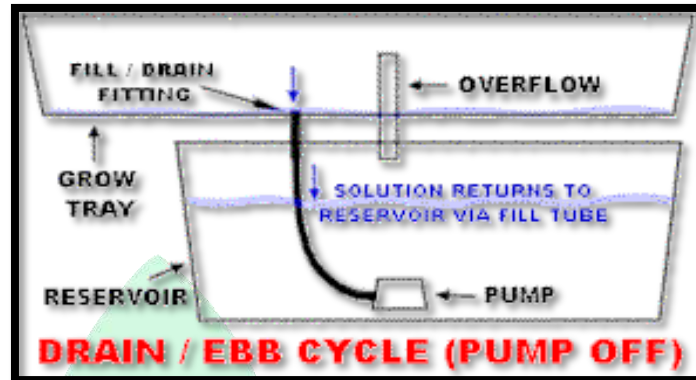 FILL / DRAIN
FITTING
OVERFLOW
GROW
TRAY
SOLUTION RETURNS TO
RESERVOIR VIA FILL TUBE
RESERVOIR
PUMP
DRAIN / EBB CYCLE (PUMP OFF)